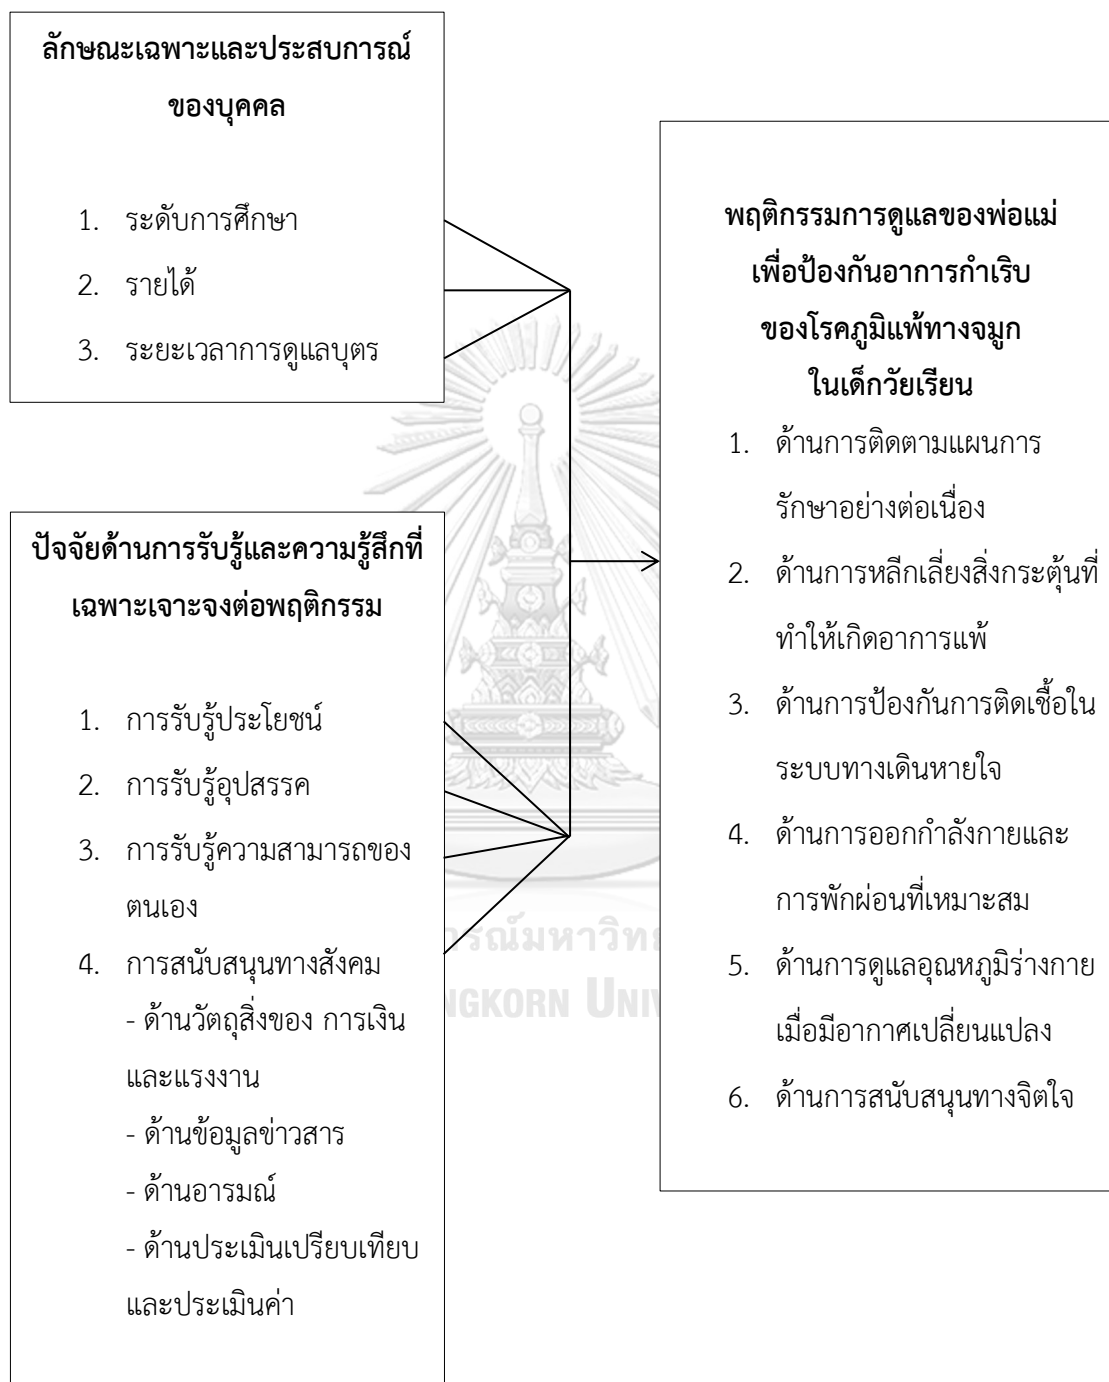 ลักษณะเฉพาะและประสบการณ์
ของบุคคล
1. ระดับการศึกษา
2. รายได้
3. ระยะเวลาการดูแลบุตร
ปัจจัยด้านการรับรู้และความรู้สึกที่
เฉพาะเจาะจงต่อพฤติกรรม
1. การรับรู้ประโยชน์
2. การรับรู้อุปสรรค
3. การรับรู้ความสามารถของ
ตนเอง
4. การสนับสนุนทางสังคม
- ด้านวัตถุสิ่งของ การเงิน
และแรงงาน
- ด้านข้อมูลข่าวสาร
- ด้านอารมณ์
- ด้านประเมินเปรียบเทียบ
และประเมินค่า
พฤติกรรมการดูแลของพ่อแม่
เพื่อป้องกันอาการกำเริบ
ของโรคภูมิแพ้ทางจมูก
ในเด็กวัยเรียน
1. ด้านการติดตามแผนการ
รักษาอย่างต่อเนื่อง
2. ด้านการหลีกเลี่ยงสิ่งกระตุ้นที่
ทำให้เกิดอาการแพ้
3. ด้านการป้องกันการติดเชื้อใน
ระบบทางเดินหายใจ
4. ด้านการออกกำลังกายและ
การพักผ่อนที่เหมาะสม
5. ด้านการดูแลอุณหภูมิร่างกาย
เมื่อมีอากาศเปลี่ยนแปลง
6. ด้านการสนับสนุนทางจิตใจ